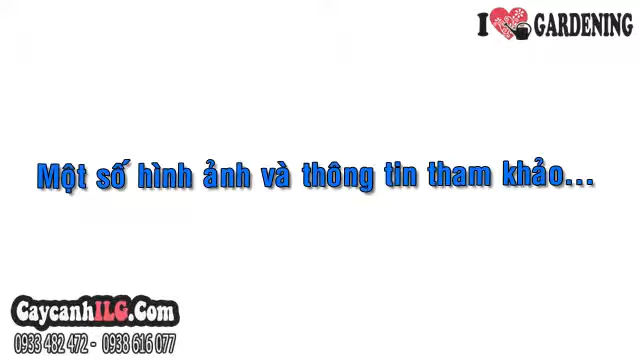 I GARDENING
Một số hình ảnh và thông tin tham khảo...
CaycanhILG.Com
0933 482 472 - 0938 616 077